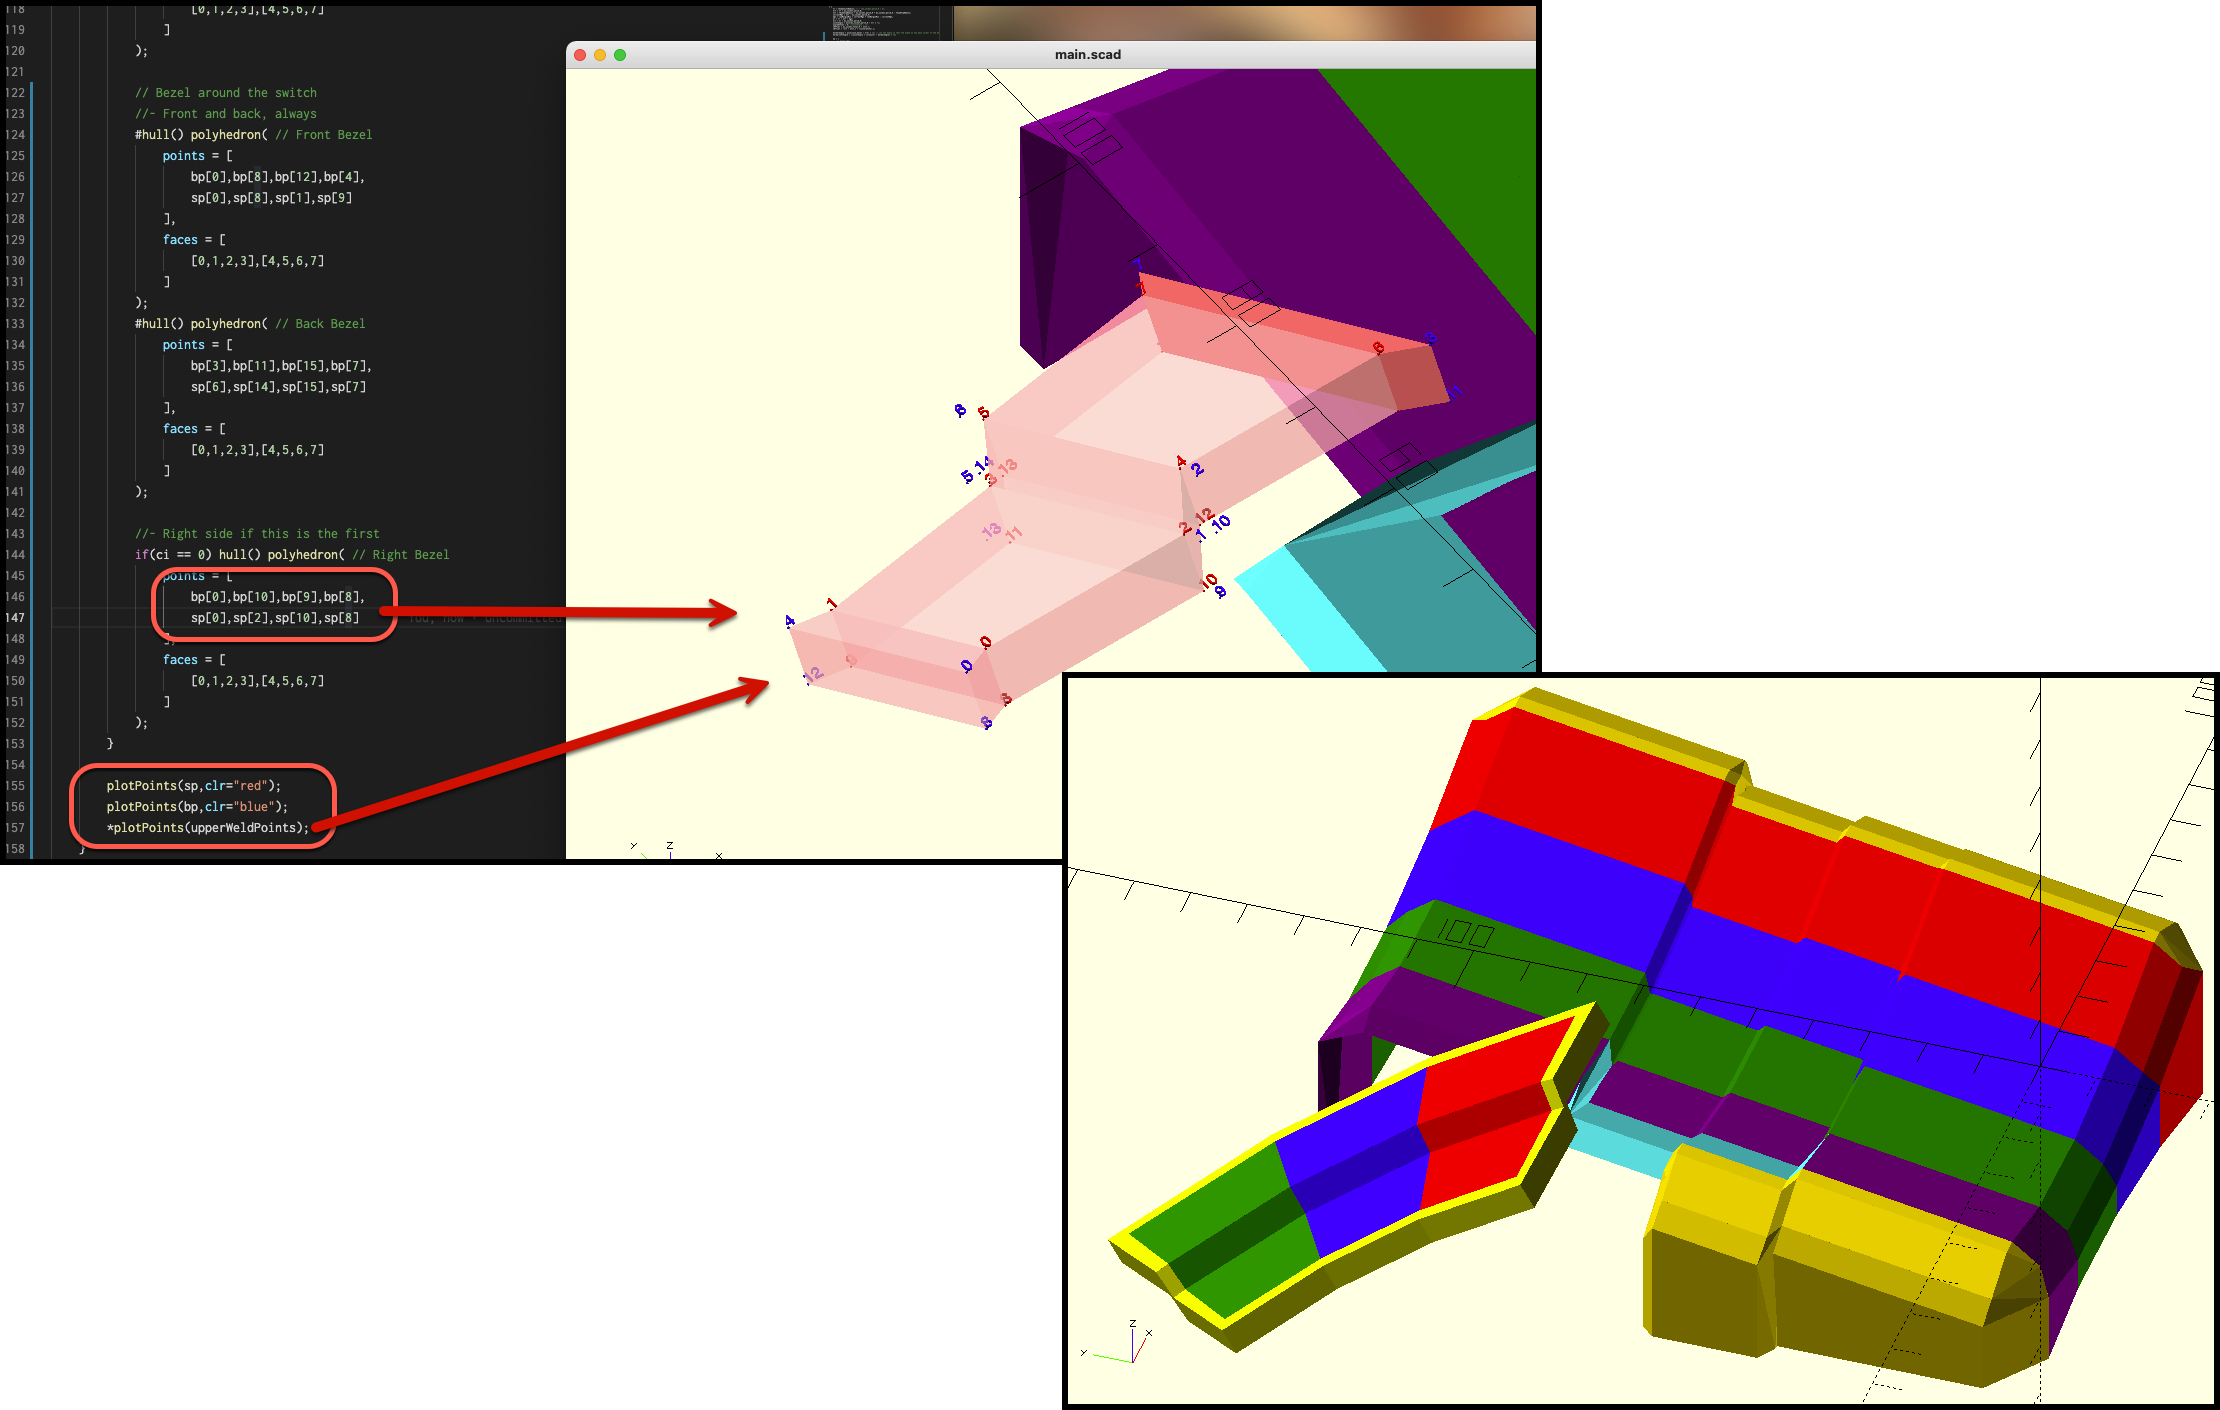 118 [0,1,2,3],[4,5,6,7]
119 ]
120 );
121
122 // Bezel around the switch
123 //- Front and back, always
124 #hull() polyhedron( // Front Bezel
125 points = [
126 bp[0],bp[8],bp[12],bp[4],
127 sp[0],sp[8],sp[1],sp[9]
128 ],
129 faces = [
130 [0,1,2,3],[4,5,6,7]
131 ]
132 );
133 #hull() polyhedron( // Back Bezel
134 points = [
135 bp[3],bp[11],bp[15],bp[7],
136 sp[6],sp[14],sp[15],sp[7]
137 ],
138 faces = [
139 [0,1,2,3],[4,5,6,7]
140 ]
141 );
142
143 //- Right side if this is the first
144 if(ci == 0) hull() polyhedron( // Right Bezel
145 points = [
146 bp[0],bp[10],bp[9],bp[8],
147 sp[0],sp[2],sp[10],sp[8] You, now • Uncommitted
148 ],
149 faces = [
150 [0,1,2,3],[4,5,6,7]
151 ]
152 );
153 }
154
155 plotPoints(sp,clr="red");
156 plotPoints(bp,clr="blue");
157 *plotPoints(upperWeldPoints);
158 }
main.scad
7
6
6 5
5 .14 .13
3
4 2
2 .12 .10
.1
.13 .11
.10 9
4 1
0
0
.12 9
8
8
Y Z X
Z
X
Y